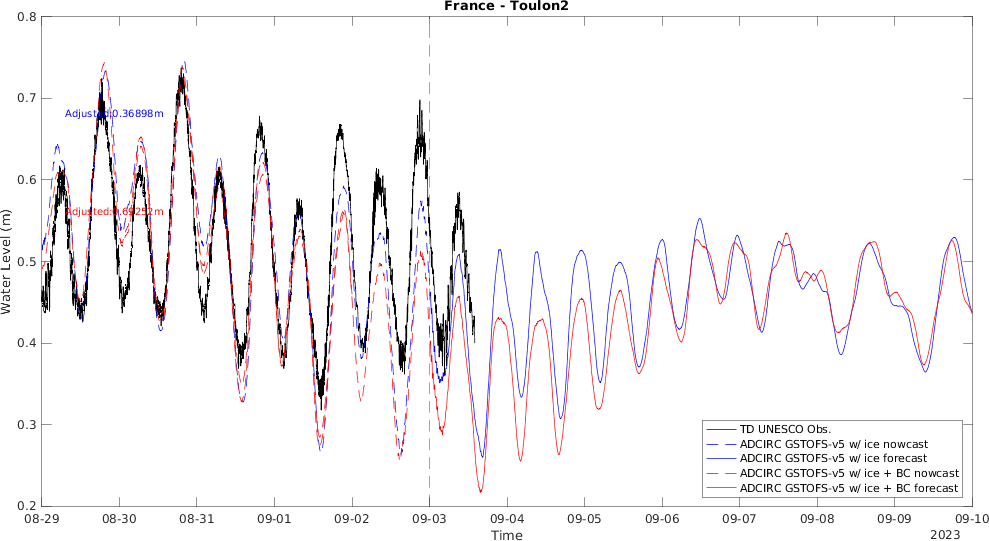 France - Toulon2
0.8
0.7
0.6
0.5
0.4
0.3
0.2
Water Level (m)
Adjusted:0.36898m
08-29
08-30
08-31
09-01
09-02
09-03
09-04
09-05
09-06
09-07
09-08
09-09
09-10
Time
2023
TD UNESCO Obs.
ADCIRC GSTOFS-v5 w/ ice nowcast
ADCIRC GSTOFS-v5 w/ ice forecast
ADCIRC GSTOFS-v5 w/ ice + BC nowcast
ADCIRC GSTOFS-v5 w/ ice + BC forecast